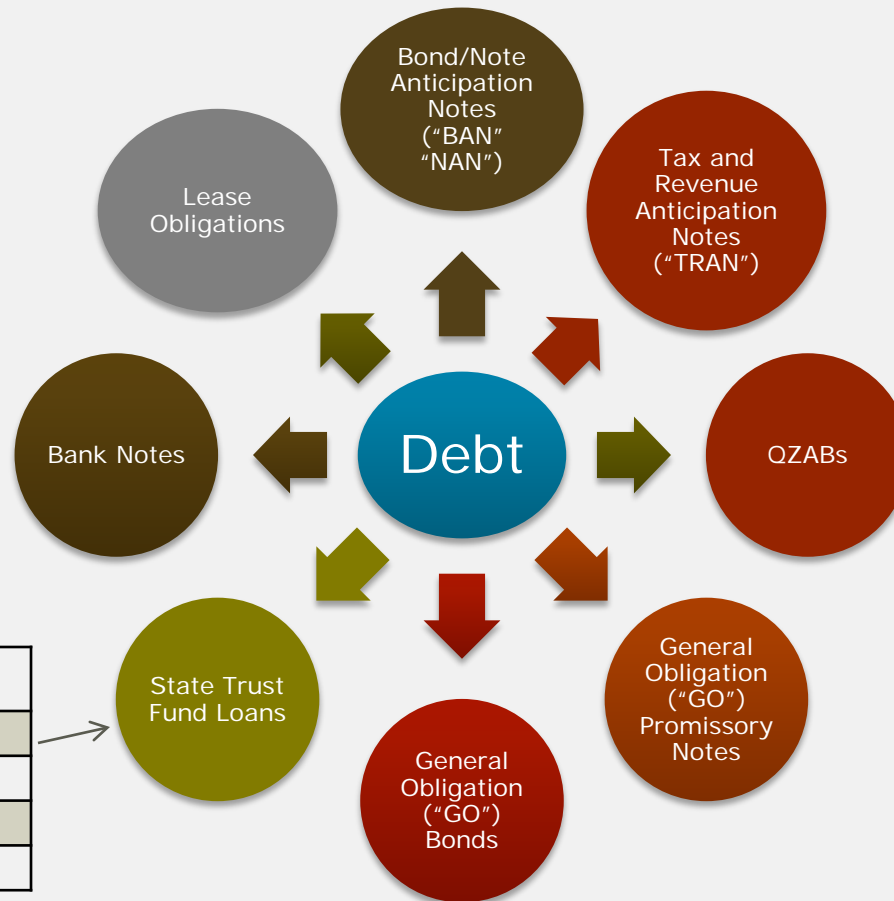 Bond/Note
Anticipation
Notes
(“BAN”
“NAN”)
Tax and
Revenue
Anticipation
Notes
(“TRAN”)
Lease
Obligations
Bank Notes
Debt
QZABs
State Trust
Fund Loans
General
Obligation
(“GO”)
Promissory
Notes
General
Obligation
(“GO”)
Bonds